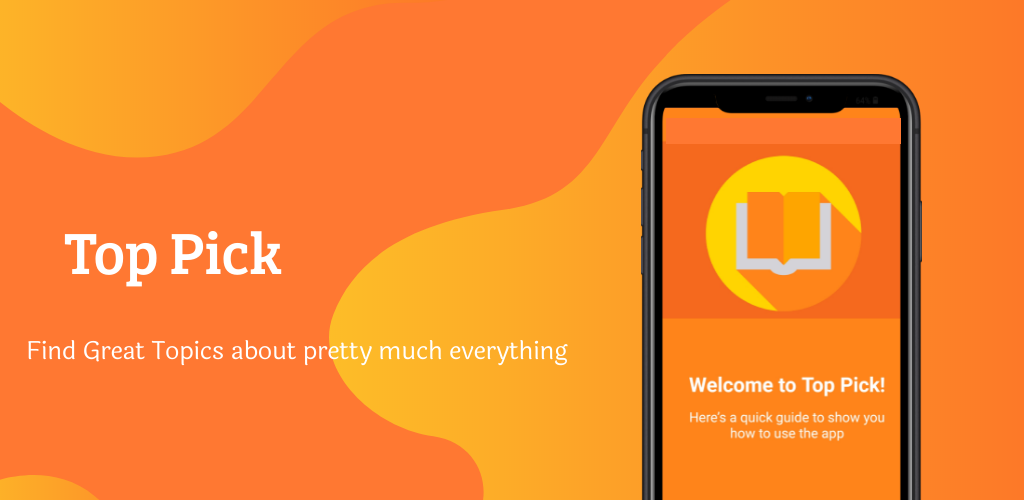 64%
Top Pick
Find Great Topics about pretty much everything
Welcome to Top Pick!
Here's a quick guide to show you
how to use the app